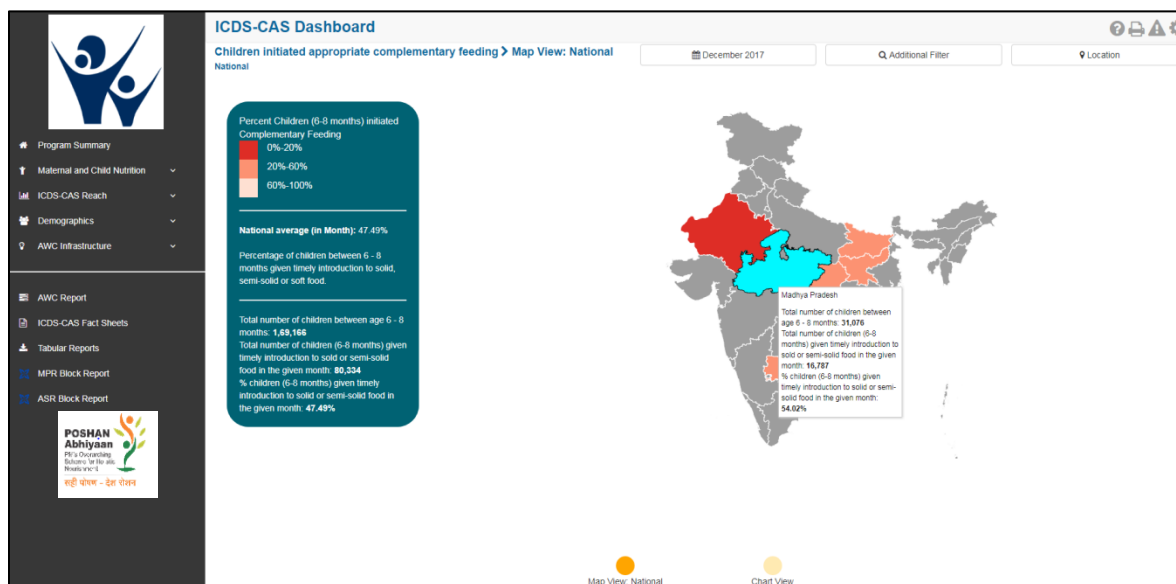 ICDS-CAS Dashboard
Children initiated appropriate complementary feeding > Map View: National
National
December 2017
Additional Filter
Location
Program Summary
Maternal and Child Nutrition
ICDS-CAS Reach
Demographics
AWC Infrastructure
AWC Report
ICDS-CAS Fact Sheets
Tabular Reports
MPR Block Report
ASR Block Report
POSHAN
Abhiyaan
PM's Overarching
Scheme for Holistic
Nourishment
सही पोषण - देश रोशन
Percent Children (6-8 months) initiated
Complementary Feeding
0%-20%
20%-60%
60%-100%
National average (in Month): 47.49%
Percentage of children between 6 - 8
months given timely introduction to solid,
semi-solid or soft food.
Total number of children between age 6 - 8
months: 1,69,166
Total number of children (6-8 months) given
timely introduction to sold or semi-solid
food in the given month: 80,334
% children (6-8 months) given timely
introduction to solid or semi-solid food in
the given month: 47.49%
Madhya Pradesh
Total number of children between
age 6 - 8 months: 31,076
Total number of children (6-8
months) given timely introduction to
sold or semi-solid food in the given
month: 16,787
% children (6-8 months) given
timely introduction to solid or semi-
solid food in the given month:
54.02%
Map View: National
Chart View